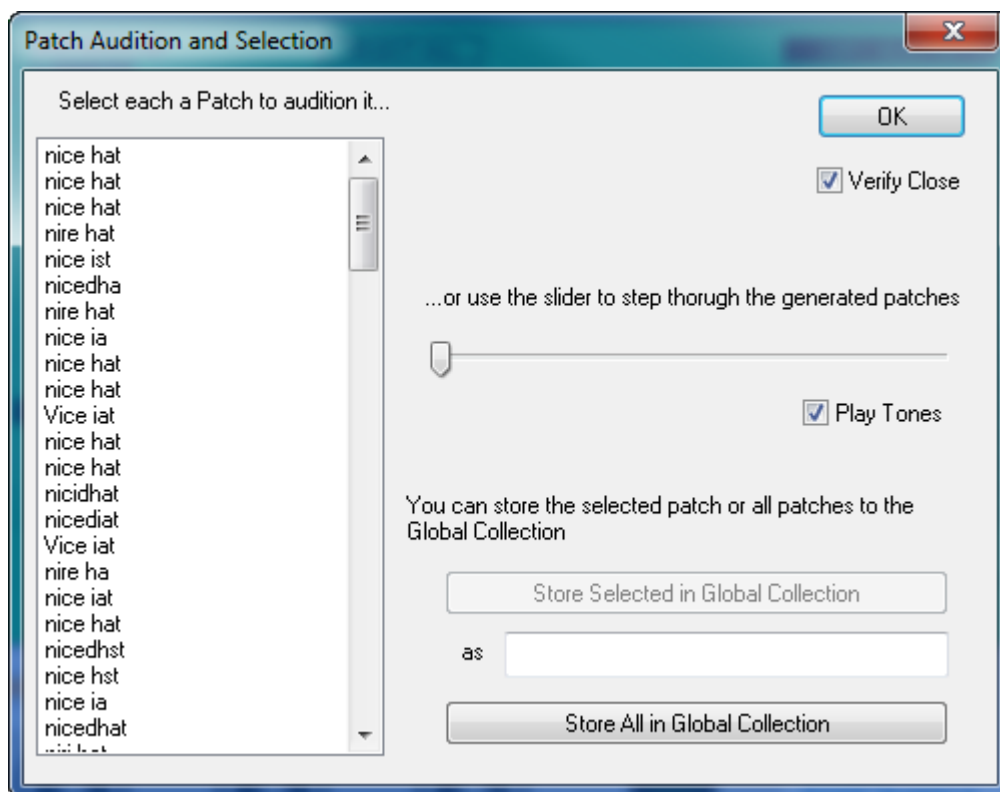 Patch Audition and Selection
Select each a Patch to audition it...
nice hat
nice hat
nice hat
nire hat
nice ist
nicedha
nire hat
nice ia
nice hat
nice hat
Vice iat
nice hat
nice hat
nicidhat
nicediat
Vice iat
nire ha
nice iat
nice hat
nicedhst
nice hst
nice ia
nicedhat
OK
Verify Close
...or use the slider to step thorugh the generated patches
Play Tones
You can store the selected patch or all patches to the
Global Collection
Store Selected in Global Collection
as
Store All in Global Collection